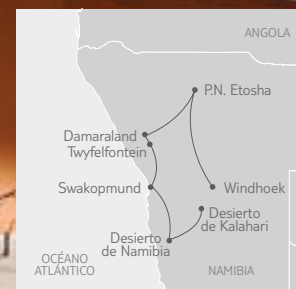 ANGOLA
P.N. Etosha
Damaraland
Twyfelfontein
Swakopmund
Windhoek
Desierto
de Kalahari
Desierto
de Namibia
OCÉANO
ATLÁNTICO
NAMIBIA